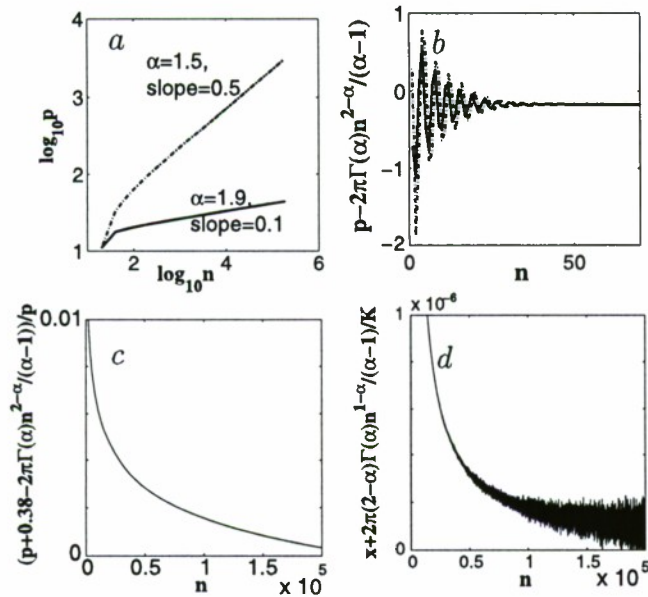 a
α=1.5,
slope=0.5
α=1.9,
slope=0.1
log₁₀p
4
3
2
1
0
2
4
6
log₁₀n
b
p−2πΓ(α)n²⁻ᵅ/(α−1)
1
0
−1
−2
0
50
n
c
(p+0.38−2πΓ(α)n²⁻ᵅ/(α−1))/p
0.01
0
0
0.5
1
1.5
2
n
x 10⁵
d
x+2π(2−α)Γ(α)n¹⁻ᵅ/(α−1)/K
x 10⁻⁶
1
0
0
0.5
1
1.5
2
n
x 10⁵